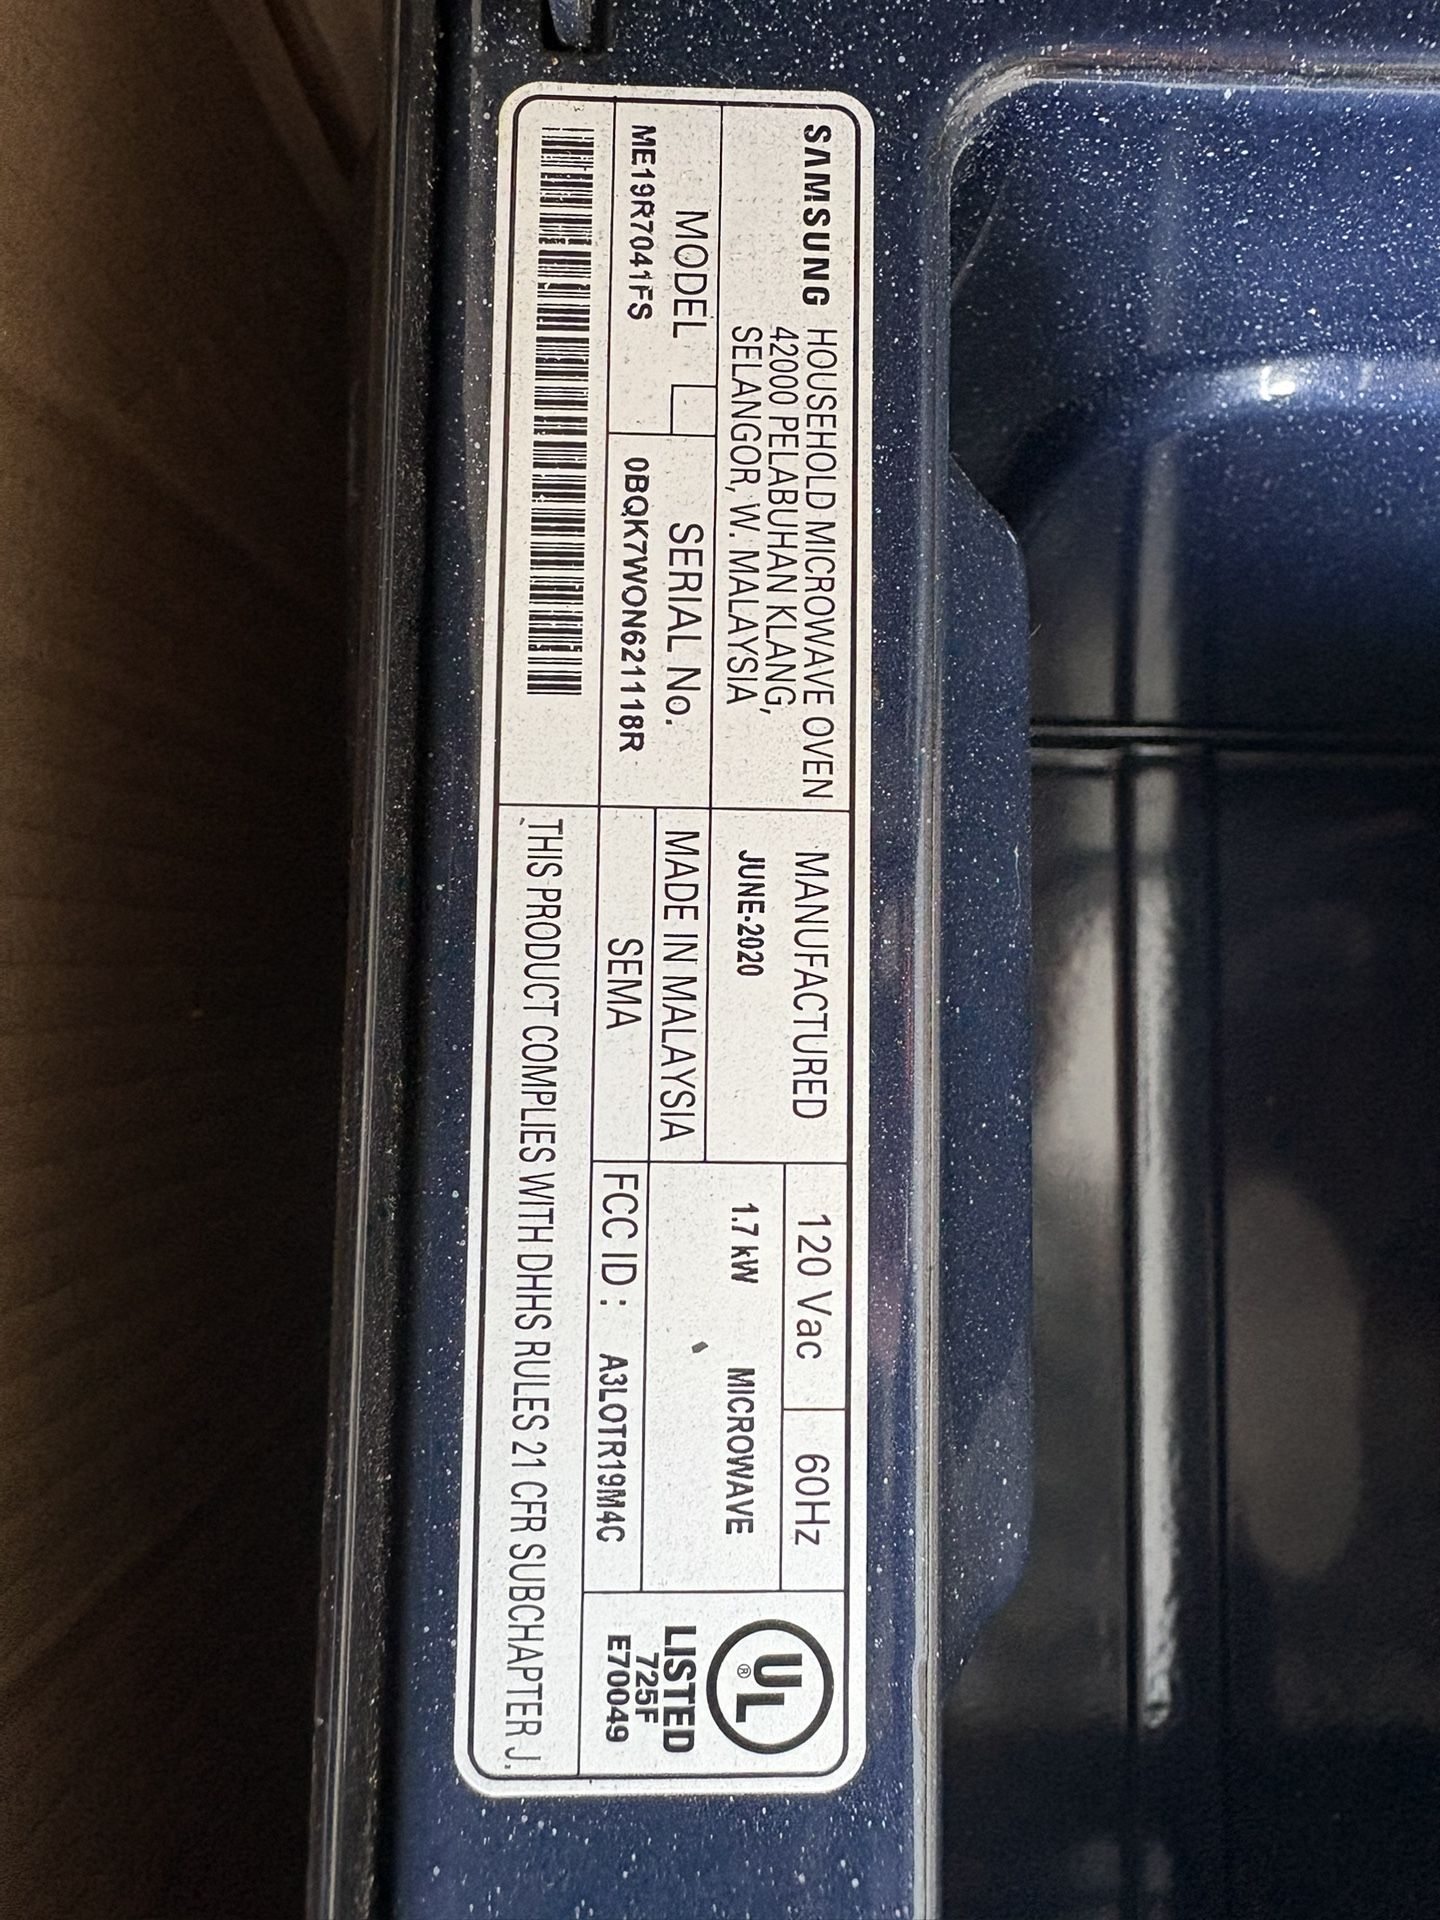 SAMSUNG HOUSEHOLD MICROWAVE OVEN
42000 PELABUHAN KLANG,
SELANGOR, W. MALAYSIA
MANUFACTURED
JUNE-2020
120 Vac 60Hz
1.7 kW MICROWAVE
MODEL
ME19R7041FS
SERIAL No.
0BQK7WON621118R
MADE IN MALAYSIA
SEMA
FCC ID : A3LOTR19M4C
UL®
LISTED
725F
E70049
THIS PRODUCT COMPLIES WITH DHHS RULES 21 CFR SUBCHAPTER J.